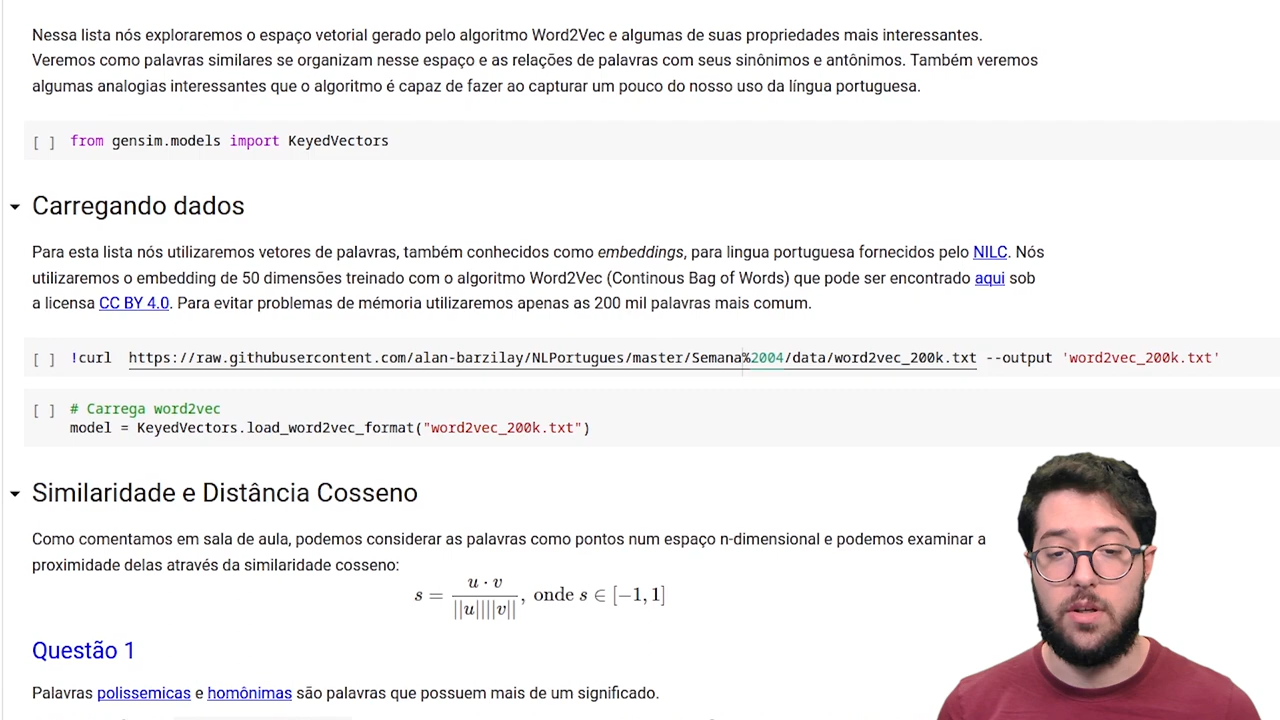 Nessa lista nós exploraremos o espaço vetorial gerado pelo algoritmo Word2Vec e algumas de suas propriedades mais interessantes.
Veremos como palavras similares se organizam nesse espaço e as relações de palavras com seus sinônimos e antônimos. Também veremos
algumas analogias interessantes que o algoritmo é capaz de fazer ao capturar um pouco do nosso uso da língua portuguesa.
[ ] from gensim.models import KeyedVectors
Carregando dados
Para esta lista nós utilizaremos vetores de palavras, também conhecidos como embeddings, para lingua portuguesa fornecidos pelo NILC. Nós
utilizaremos o embedding de 50 dimensões treinado com o algoritmo Word2Vec (Continous Bag of Words) que pode ser encontrado aqui sob
a licensa CC BY 4.0. Para evitar problemas de mémoria utilizaremos apenas as 200 mil palavras mais comum.
[ ] !curl https://raw.githubusercontent.com/alan-barzilay/NLPortugues/master/Semana%2004/data/word2vec_200k.txt --output 'word2vec_200k.txt'
[ ] # Carrega word2vec
model = KeyedVectors.load_word2vec_format("word2vec_200k.txt")
Similaridade e Distância Cosseno
Como comentamos em sala de aula, podemos considerar as palavras como pontos num espaço n-dimensional e podemos examinar a
proximidade delas através da similaridade cosseno:
s = u · v / ||u||||v||, onde s ∈ [−1, 1]
Questão 1
Palavras polissemicas e homônimas são palavras que possuem mais de um significado.